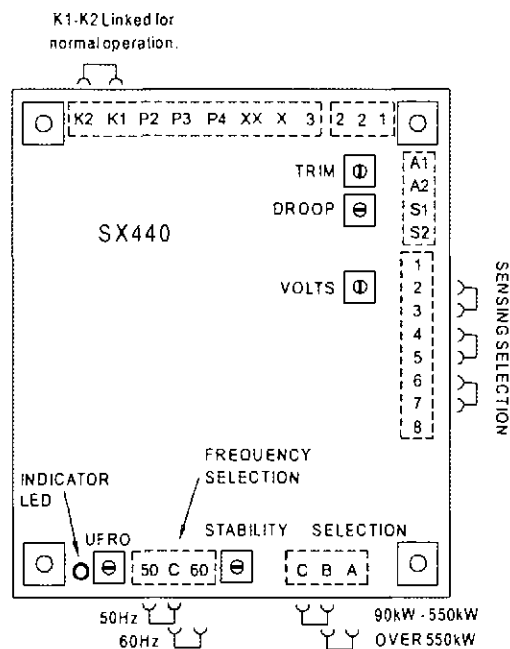 K1-K2 Linked for
normal operation.
K2 K1 P2 P3 P4 XX X 3 2 2 1
TRIM
DROOP
A1
A2
S1
S2
SX440
VOLTS
1
2
3
4
5
6
7
8
SENSING SELECTION
FREQUENCY
SELECTION
INDICATOR
LED
UFRO
STABILITY SELECTION
50 C 60
C B A
50Hz
60Hz
90kW - 550kW
OVER 550kW